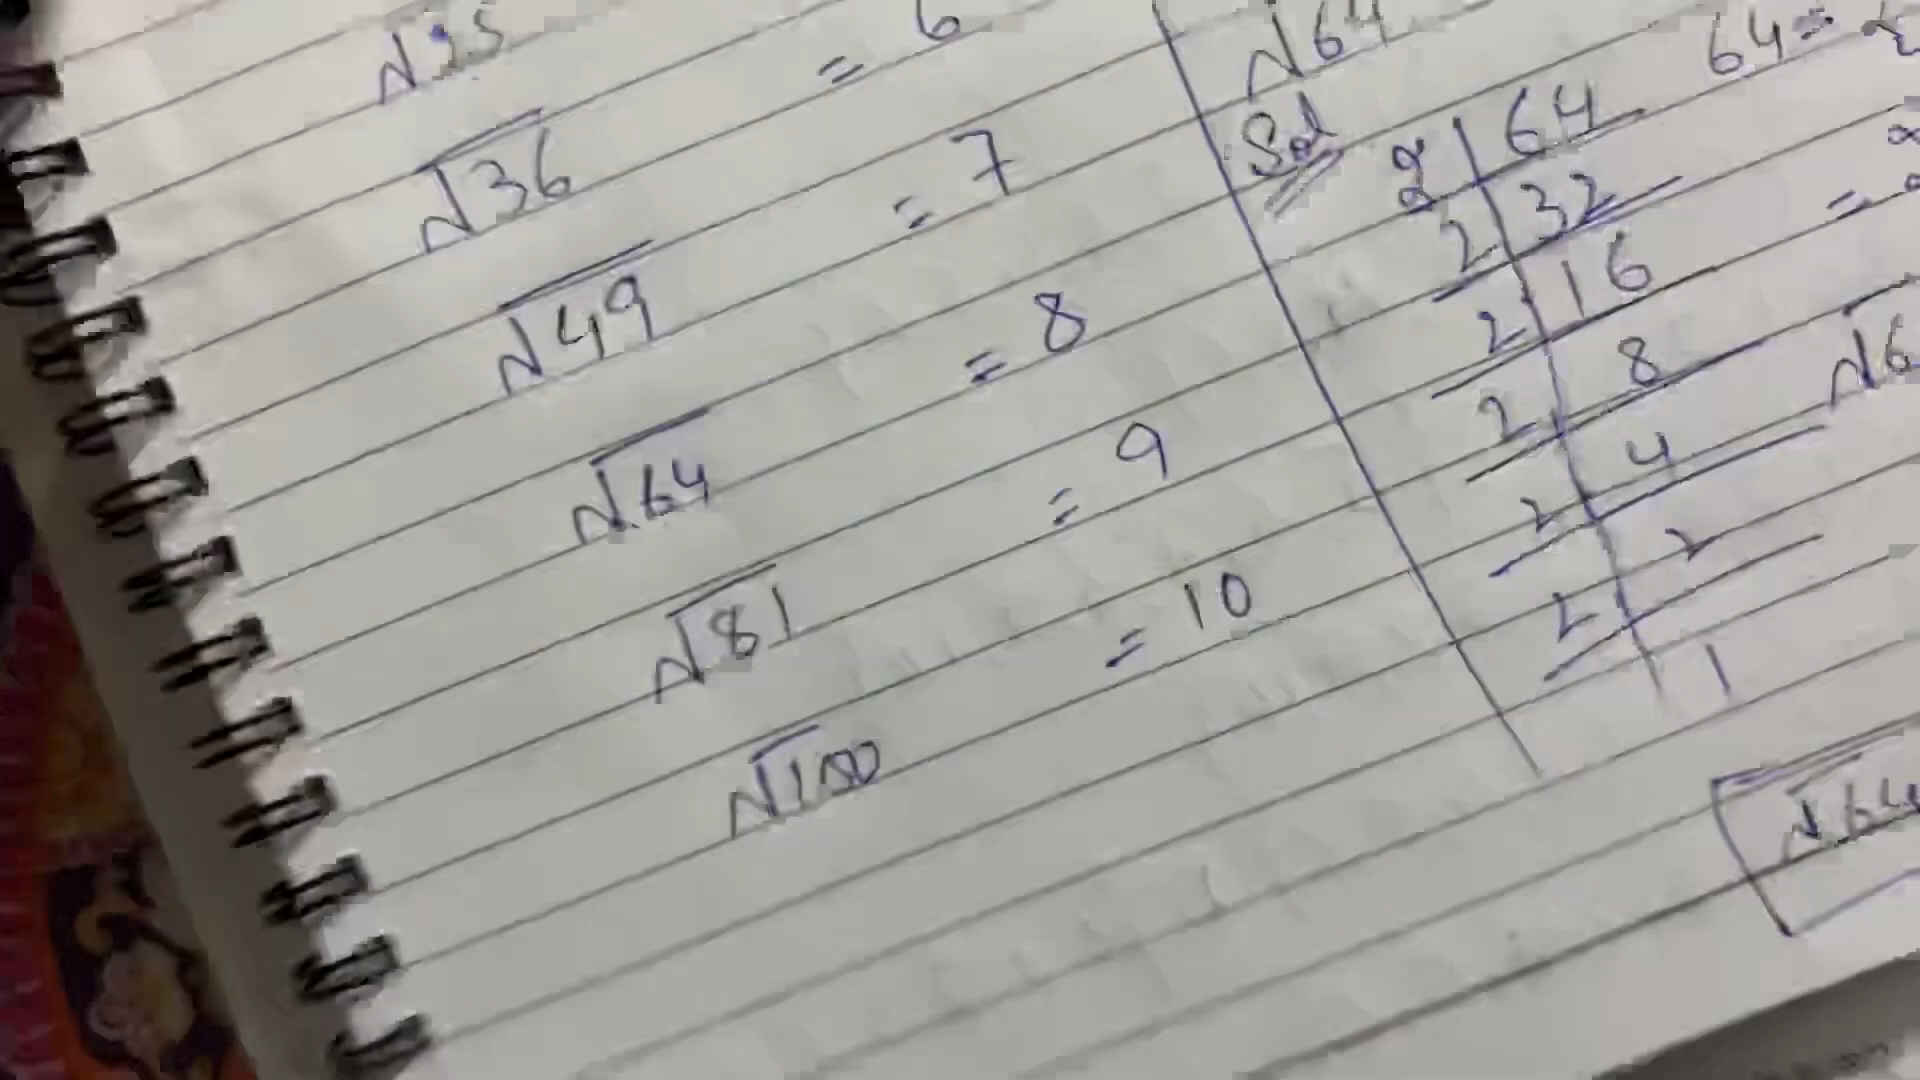 √25
√36 = 6
√49 = 7
√64 = 8
√81 = 9
√100 = 10
√64
Sol
2 | 64
2 | 32
2 | 16
2 | 8
2 | 4
2 | 2
1
64=
=
√6
√64